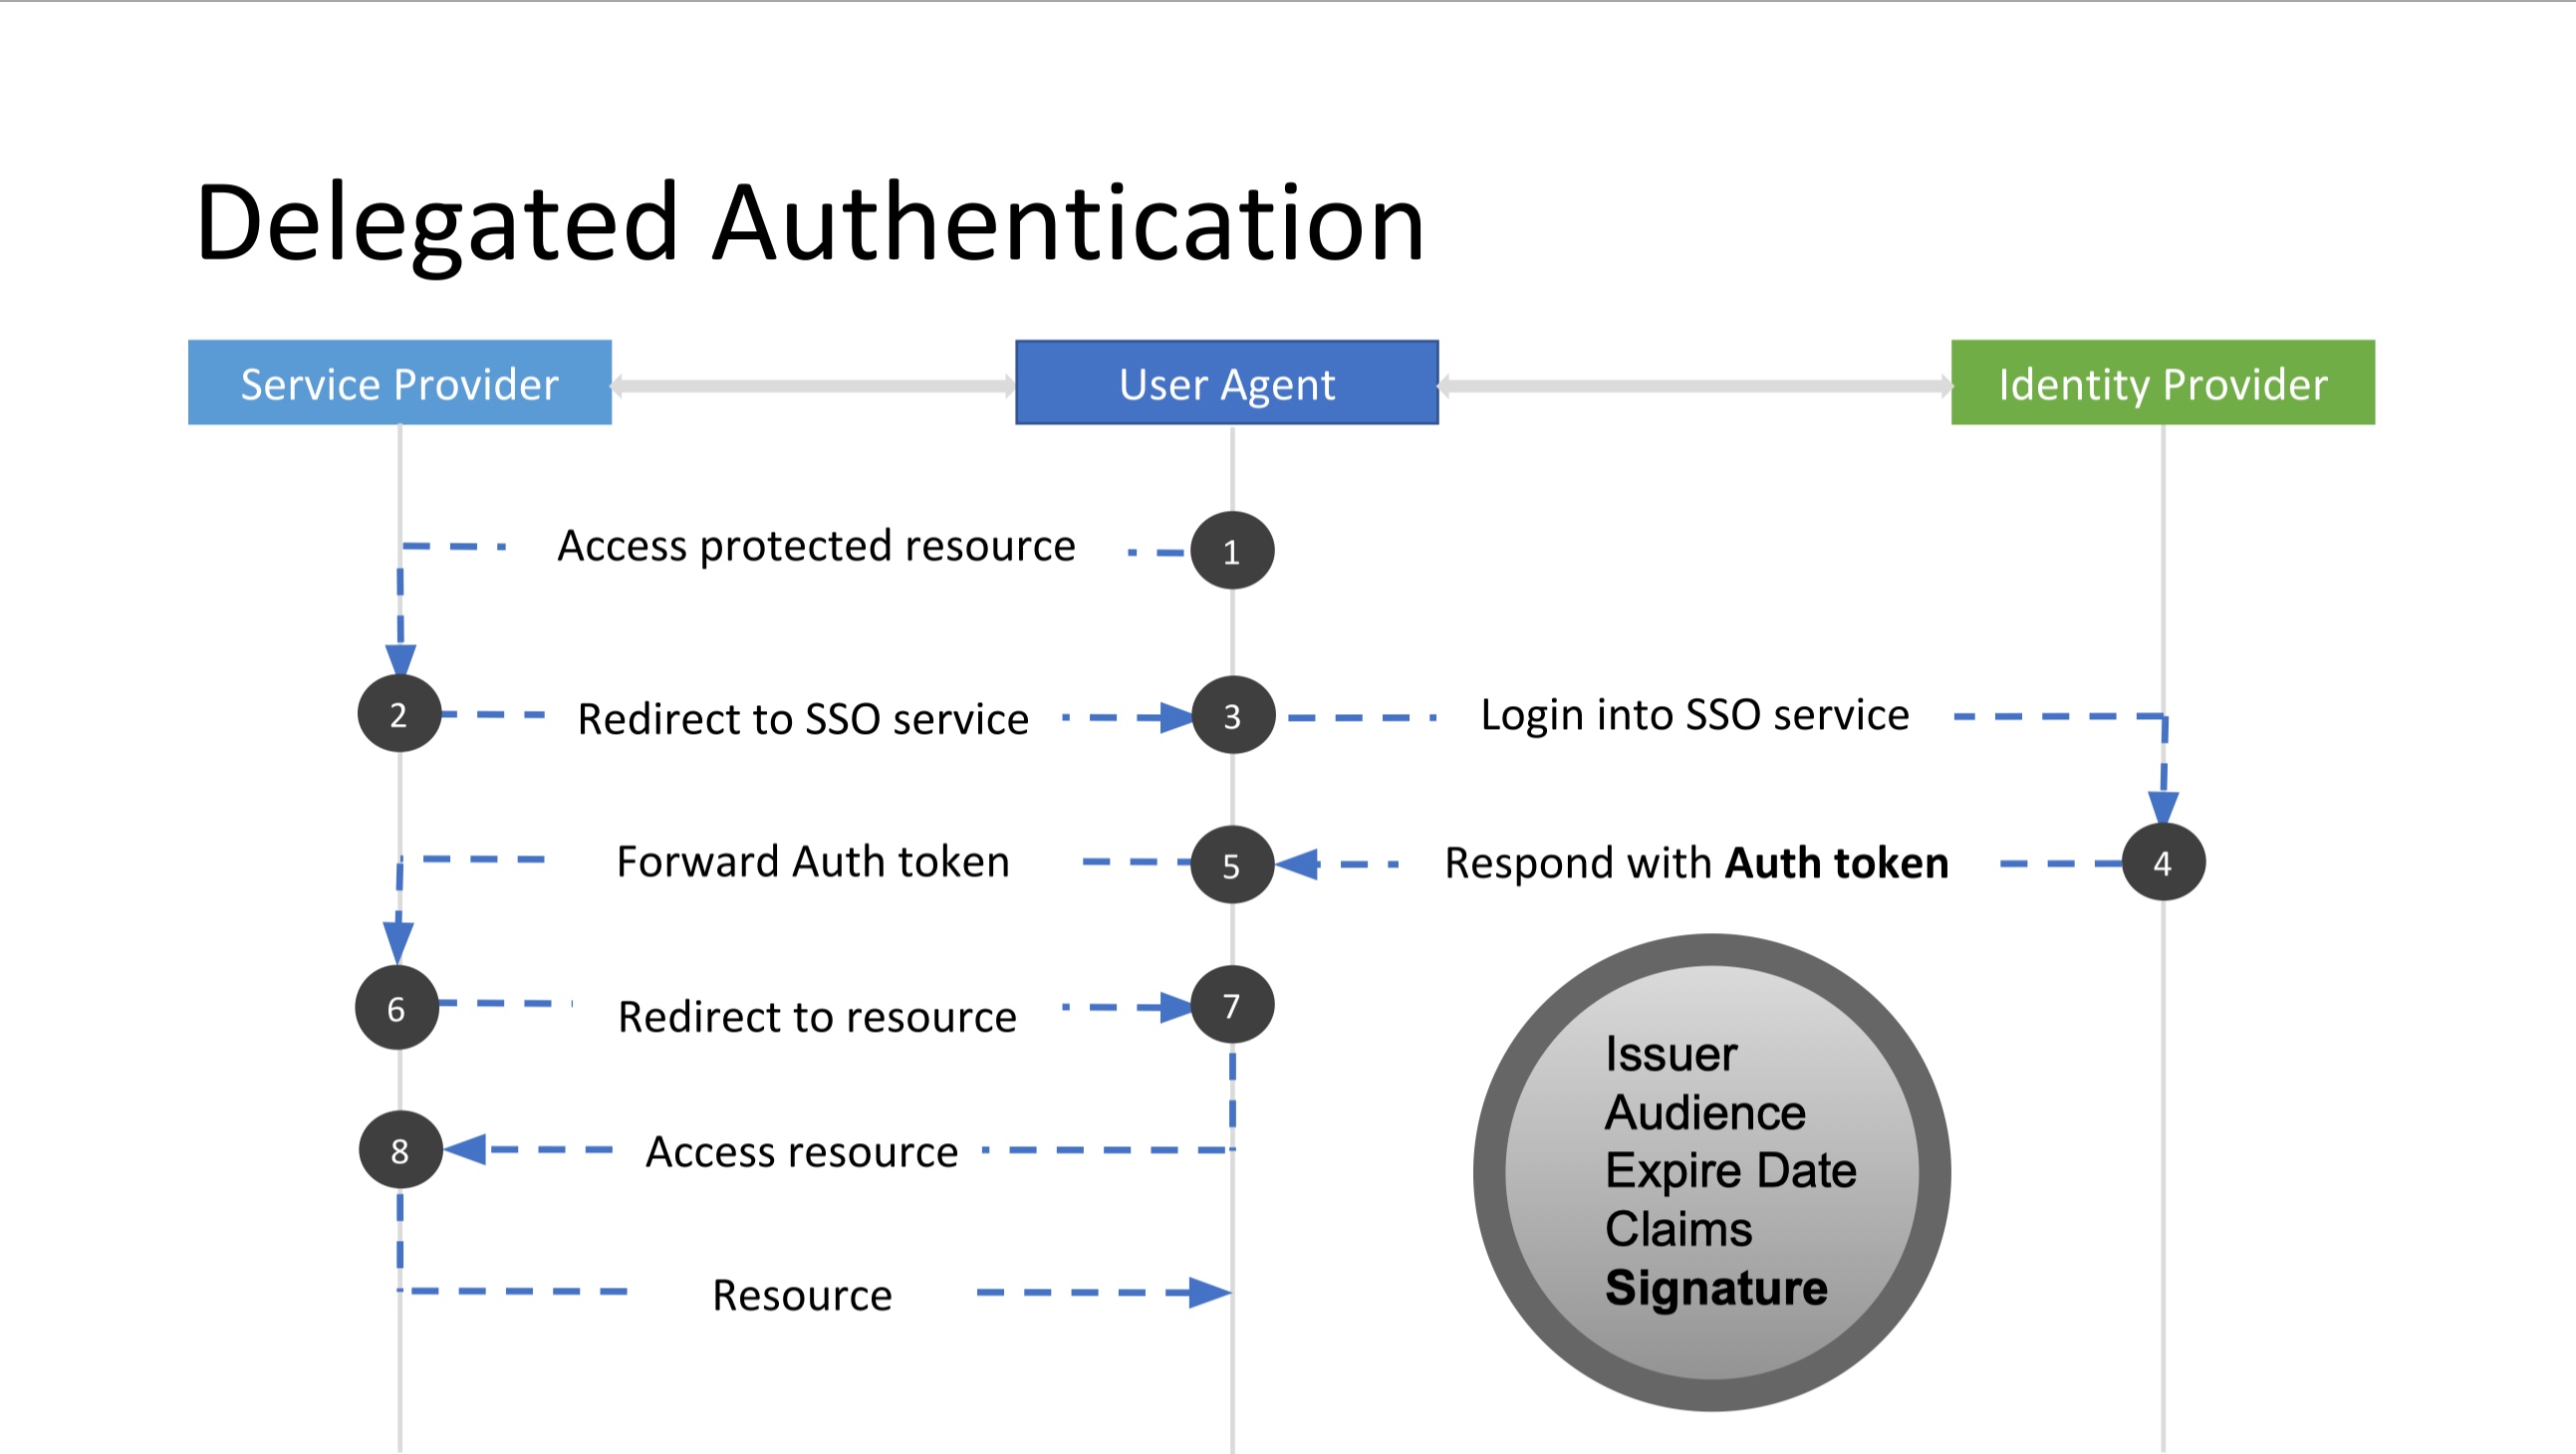 Delegated Authentication
Service Provider
User Agent
Identity Provider
Access protected resource
1
2
Redirect to SSO service
3
Login into SSO service
Forward Auth token
5
Respond with Auth token
4
6
Redirect to resource
7
8
Access resource
Resource
Issuer
Audience
Expire Date
Claims
Signature